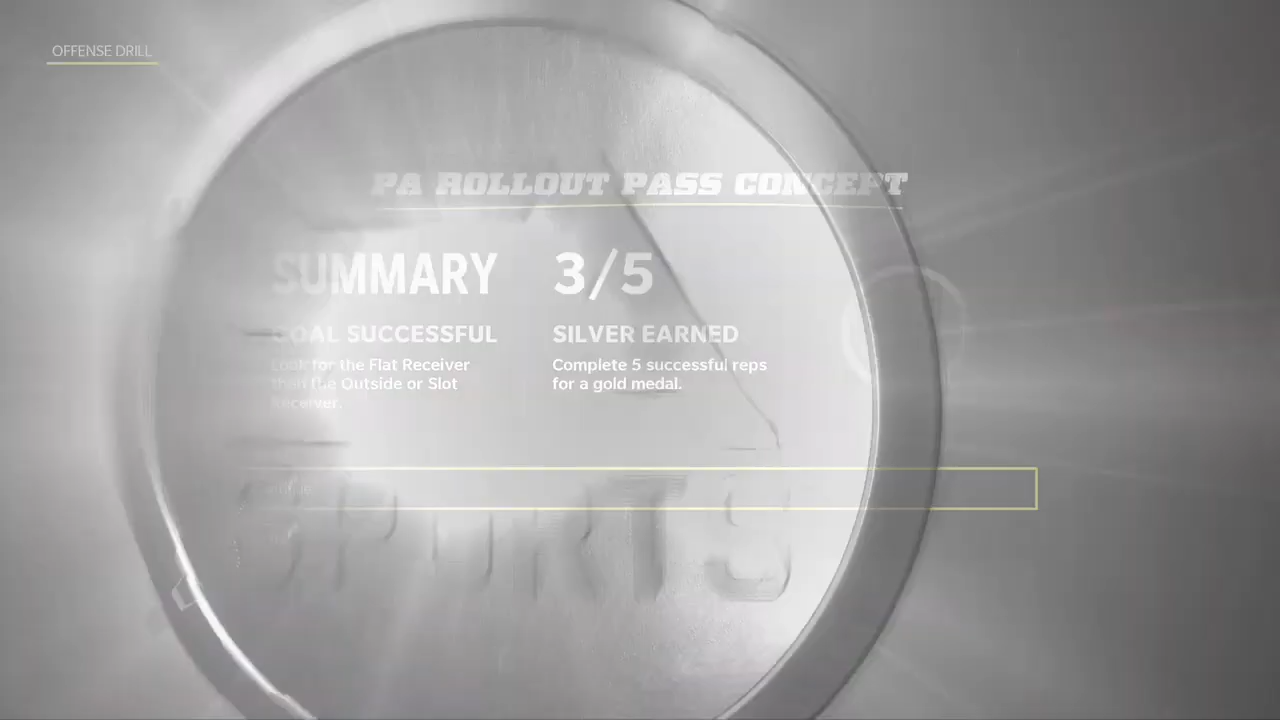 OFFENSE DRILL
PA ROLLOUT PASS CONCEPT
SUMMARY 3/5
GOAL SUCCESSFUL SILVER EARNED
Look for the Flat Receiver
then the Outside or Slot
Receiver.
Complete 5 successful reps
for a gold medal.
SPORTS